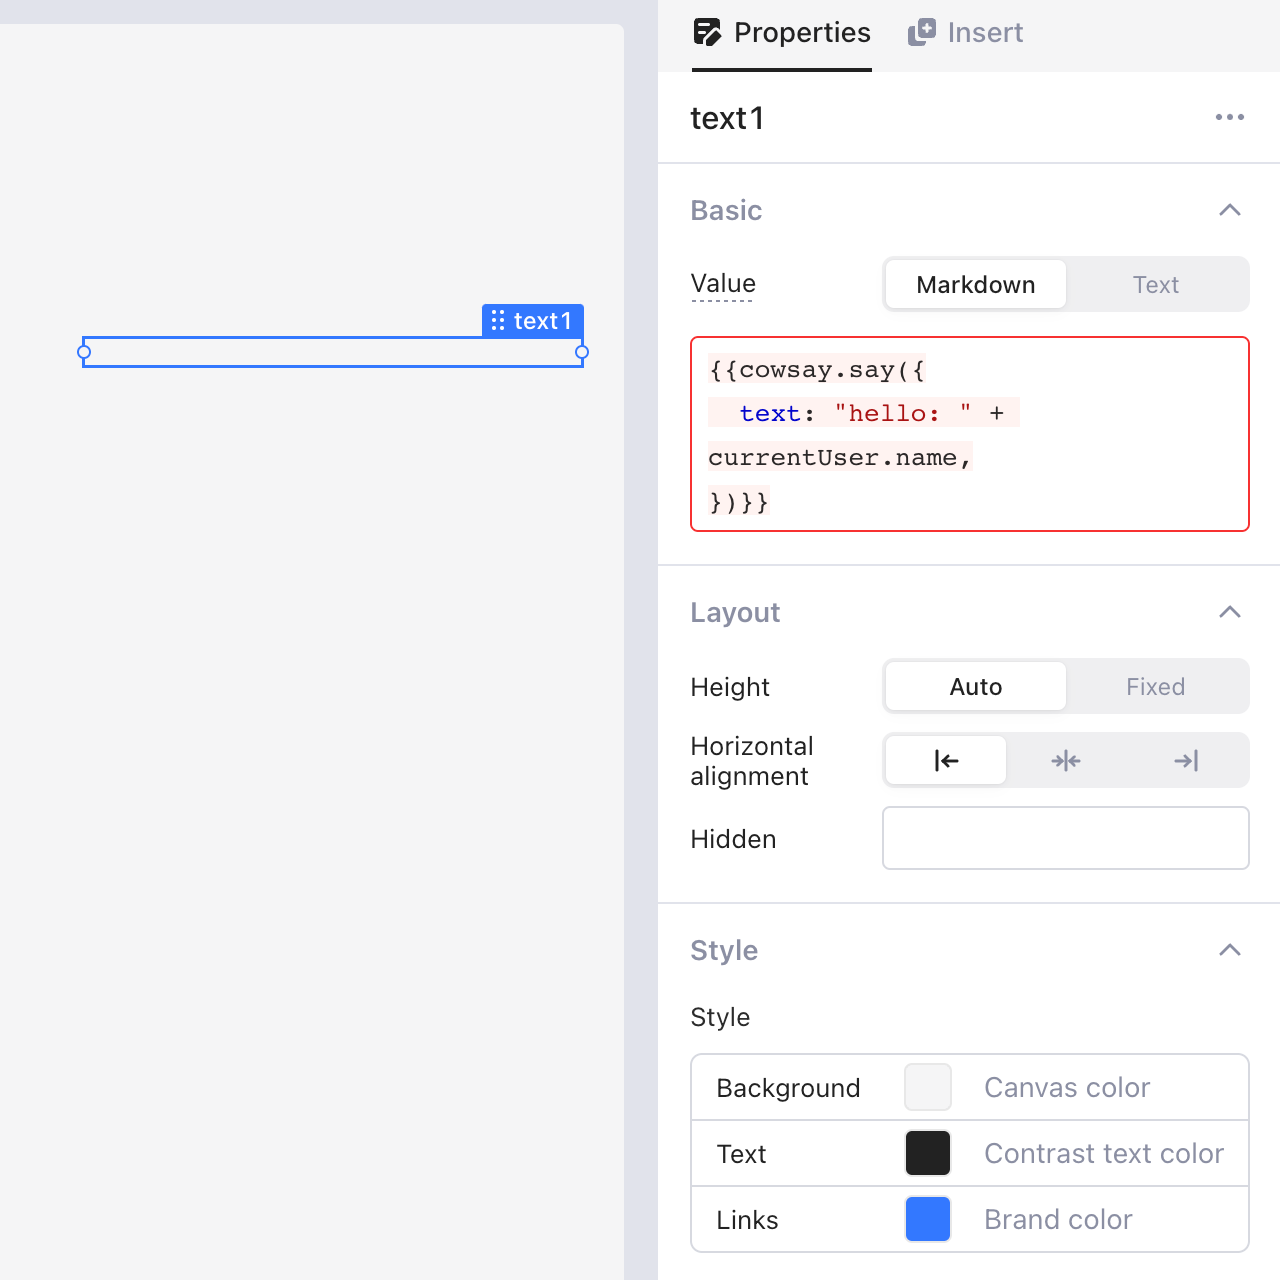 Properties
Insert
text1
Basic
Value
Markdown
Text
text1
{{cowsay.say({
  text: "hello: " +
currentUser.name,
})}}
Layout
Height
Auto
Fixed
Horizontal
alignment
Hidden
Style
Style
Background
Canvas color
Text
Contrast text color
Links
Brand color